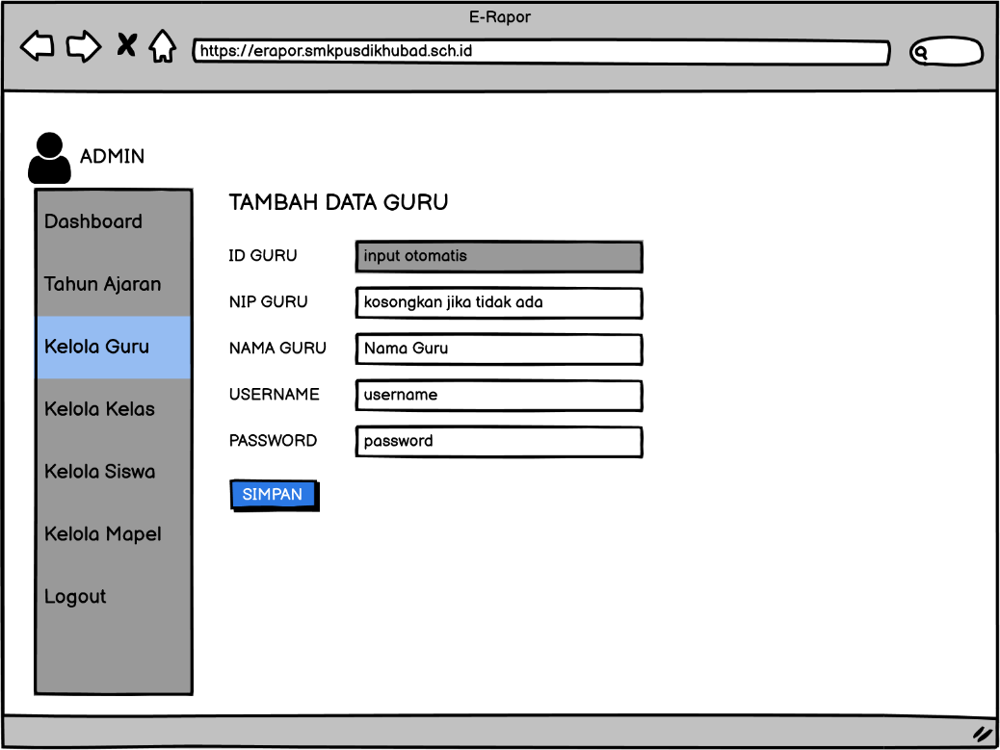 E-Rapor
https://erapor.smkpusdikhubad.sch.id
ADMIN
Dashboard
Tahun Ajaran
Kelola Guru
Kelola Kelas
Kelola Siswa
Kelola Mapel
Logout
TAMBAH DATA GURU
ID GURU input otomatis
NIP GURU kosongkan jika tidak ada
NAMA GURU Nama Guru
USERNAME username
PASSWORD password
SIMPAN